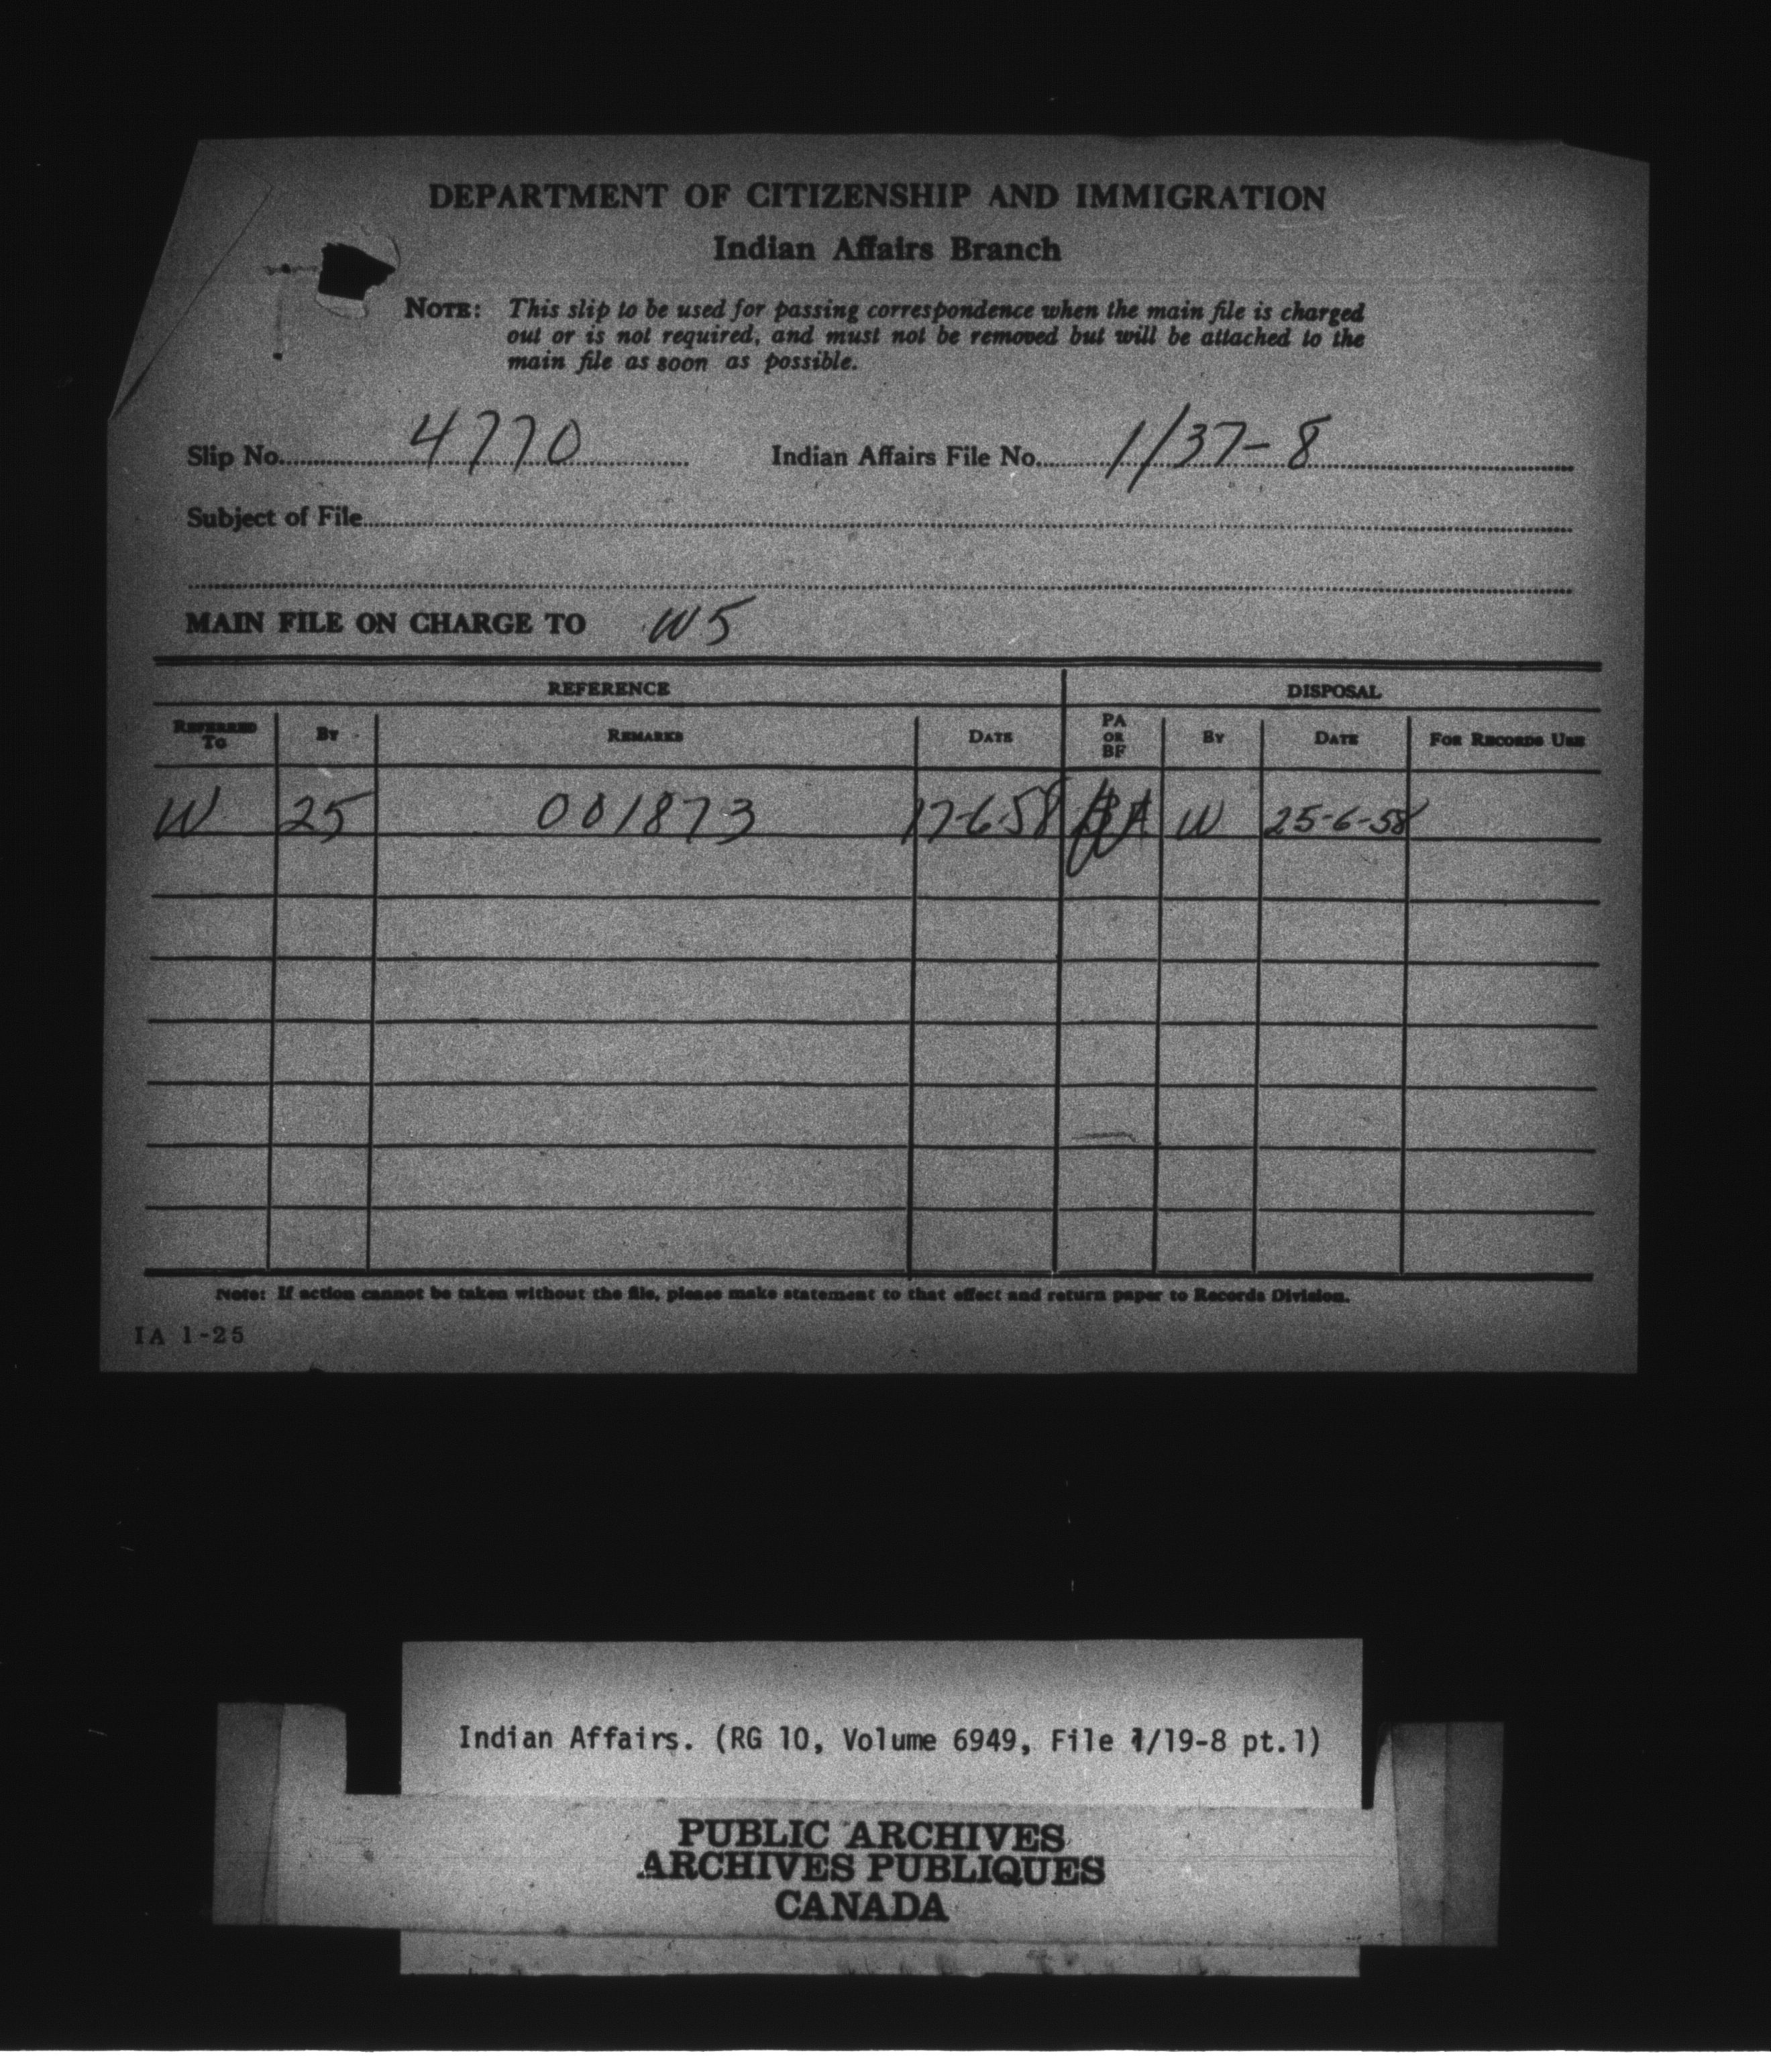 DEPARTMENT OF CITIZENSHIP AND IMMIGRATION
Indian Affairs Branch
NOTE: This slip to be used for passing correspondence when the main file is charged
out or is not required, and must not be removed but will be attached to the
main file as soon as possible.
Slip No. 4770 Indian Affairs File No. 1/37-8
Subject of File
MAIN FILE ON CHARGE TO W5
REFERENCE DISPOSAL
REFERRED TO BY REMARKS DATE PA OR BF BY DATE FOR RECORDS USE
W 25 001873 17-6-58 W 25-6-58
Note: If action cannot be taken without the file, please make statement to that effect and return paper to Records Division.
IA 1-25
Indian Affairs. (RG 10, Volume 6949, File 1/19-8 pt.1)
PUBLIC ARCHIVES
ARCHIVES PUBLIQUES
CANADA